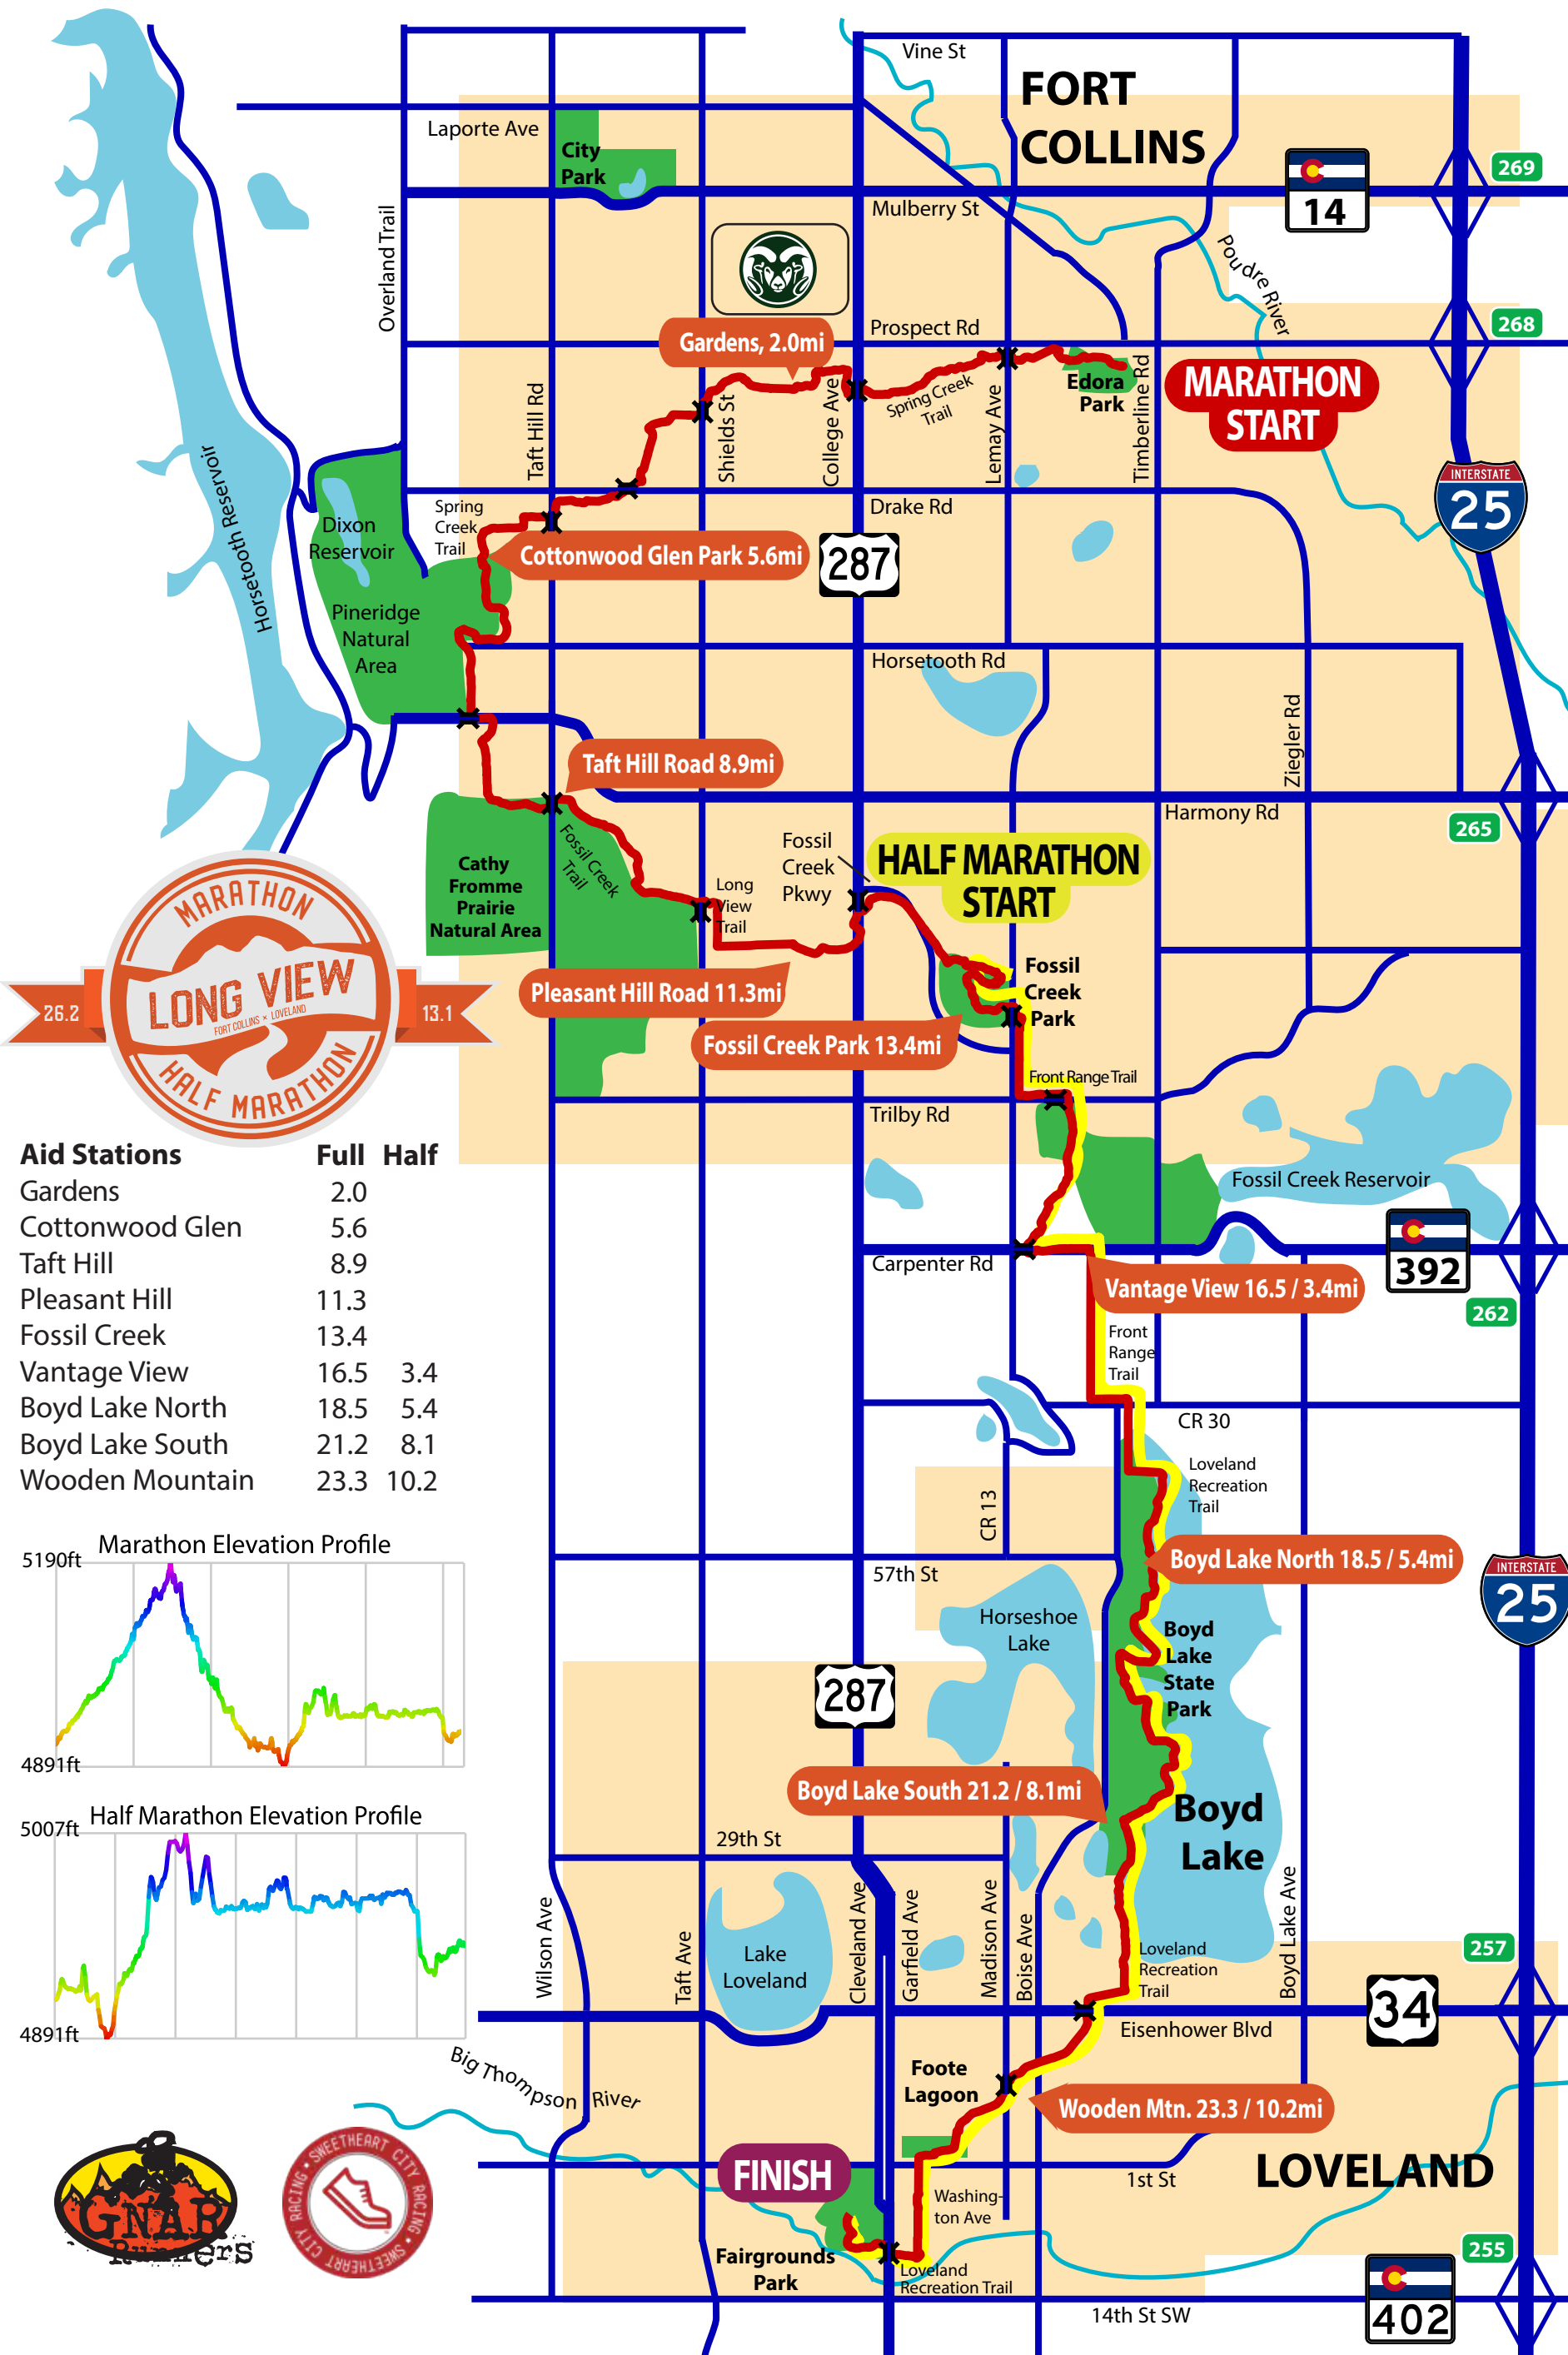 Vine St
FORT
COLLINS
Laporte Ave
City
Park
269
14
Mulberry St
Overland Trail
Poudre River
268
Prospect Rd
Gardens, 2.0mi
MARATHON
START
Edora
Park
Spring Creek
Trail
Taft Hill Rd
Shields St
College Ave
Lemay Ave
Timberline Rd
INTERSTATE
25
Horsetooth Reservoir
Dixon
Reservoir
Spring
Creek
Trail
Drake Rd
Cottonwood Glen Park 5.6mi
287
Pineridge
Natural
Area
Horsetooth Rd
Ziegler Rd
Taft Hill Road 8.9mi
Harmony Rd
265
Fossil
Creek
Pkwy
HALF MARATHON
START
Cathy
Fromme
Prairie
Natural Area
Fossil Creek
Trail
Long
View
Trail
MARATHON
LONG VIEW
FORT COLLINS × LOVELAND
HALF MARATHON
26.2
13.1
Pleasant Hill Road 11.3mi
Fossil
Creek
Park
Fossil Creek Park 13.4mi
Front Range Trail
Trilby Rd
Fossil Creek Reservoir
Carpenter Rd
392
262
Vantage View 16.5 / 3.4mi
Front
Range
Trail
Aid Stations Full Half
Gardens 2.0
Cottonwood Glen 5.6
Taft Hill 8.9
Pleasant Hill 11.3
Fossil Creek 13.4
Vantage View 16.5 3.4
Boyd Lake North 18.5 5.4
Boyd Lake South 21.2 8.1
Wooden Mountain 23.3 10.2
CR 30
Loveland
Recreation
Trail
CR 13
Marathon Elevation Profile
5190ft
4891ft
Boyd Lake North 18.5 / 5.4mi
57th St
INTERSTATE
25
Horseshoe
Lake
Boyd
Lake
State
Park
287
Boyd Lake South 21.2 / 8.1mi
Boyd
Lake
Half Marathon Elevation Profile
5007ft
4891ft
29th St
Wilson Ave
Taft Ave
Lake
Loveland
Cleveland Ave
Garfield Ave
Madison Ave
Boise Ave
Loveland
Recreation
Trail
Boyd Lake Ave
257
34
Eisenhower Blvd
Big Thompson River
Foote
Lagoon
Wooden Mtn. 23.3 / 10.2mi
FINISH
1st St
LOVELAND
Washing-
ton Ave
GNAR
Runners
SWEETHEART CITY RACING • SWEETHEART CITY RACING •
Fairgrounds
Park
Loveland
Recreation Trail
255
402
14th St SW